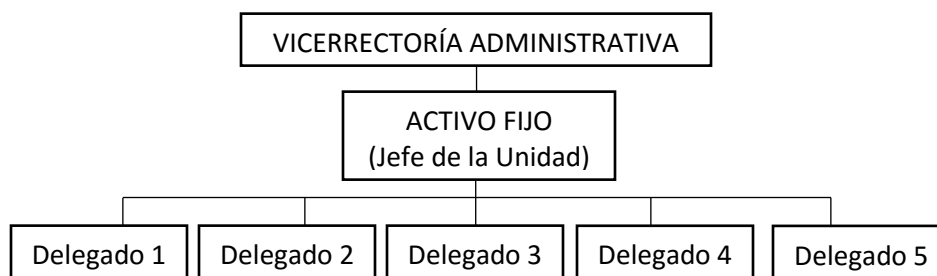 VICERRECTORÍA ADMINISTRATIVA
ACTIVO FIJO
(Jefe de la Unidad)
Delegado 1
Delegado 2
Delegado 3
Delegado 4
Delegado 5